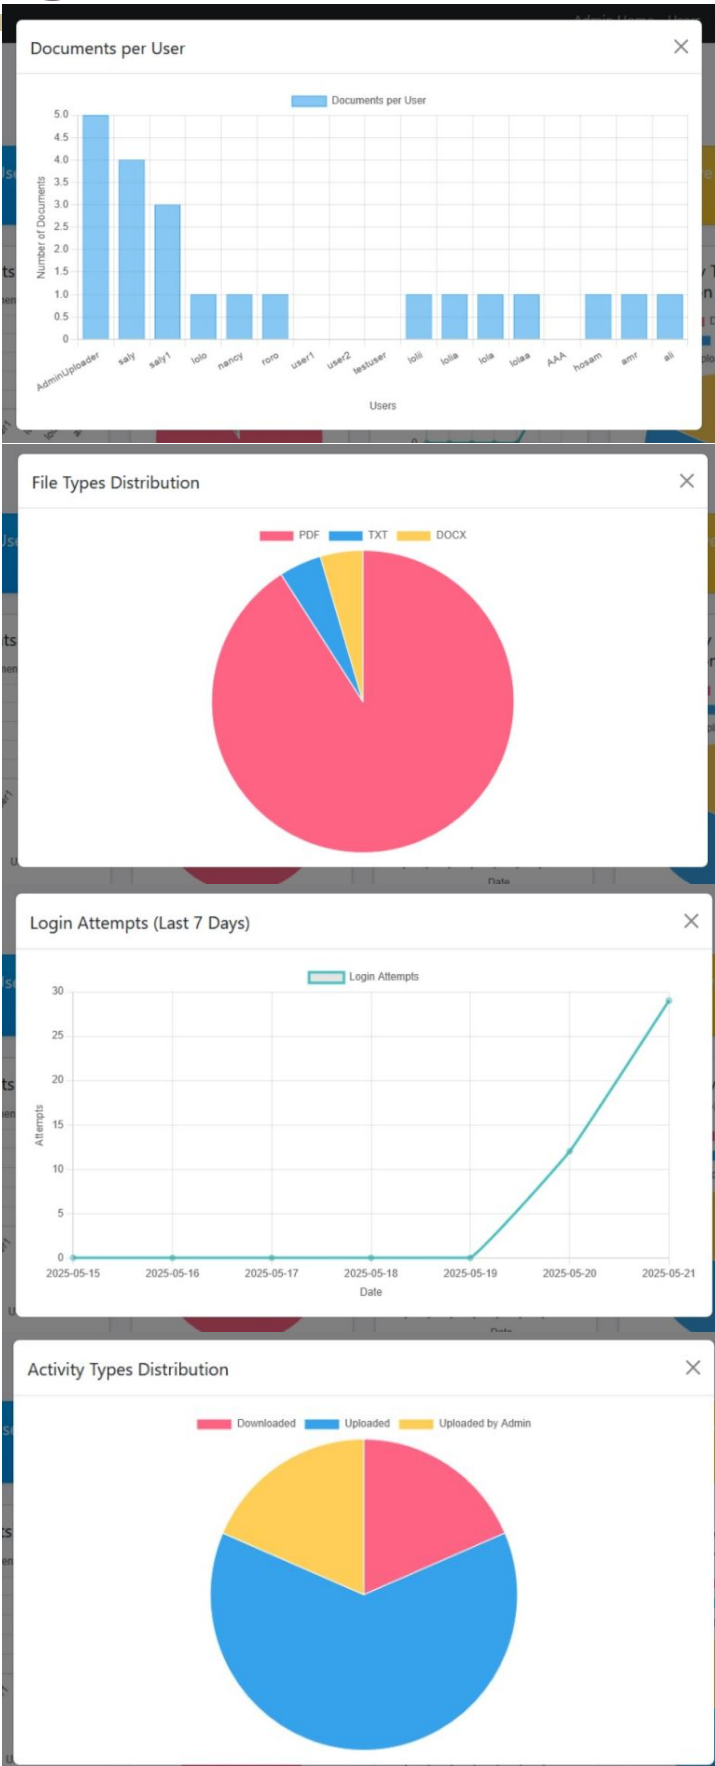 Admin Home Users
Documents per User
Documents per User
5.0
4.5
4.0
3.5
3.0
2.5
2.0
1.5
1.0
0.5
0
Number of Documents
AdminUploader saly saly1 lolo nancy roro user1 user2 testuser lolii lolia lola lolaa AAA hosam amr ali
Users
File Types Distribution
PDF TXT DOCX
Date
Login Attempts (Last 7 Days)
Login Attempts
30
25
20
15
10
5
0
Attempts
2025-05-15 2025-05-16 2025-05-17 2025-05-18 2025-05-19 2025-05-20 2025-05-21
Date
Activity Types Distribution
Downloaded Uploaded Uploaded by Admin